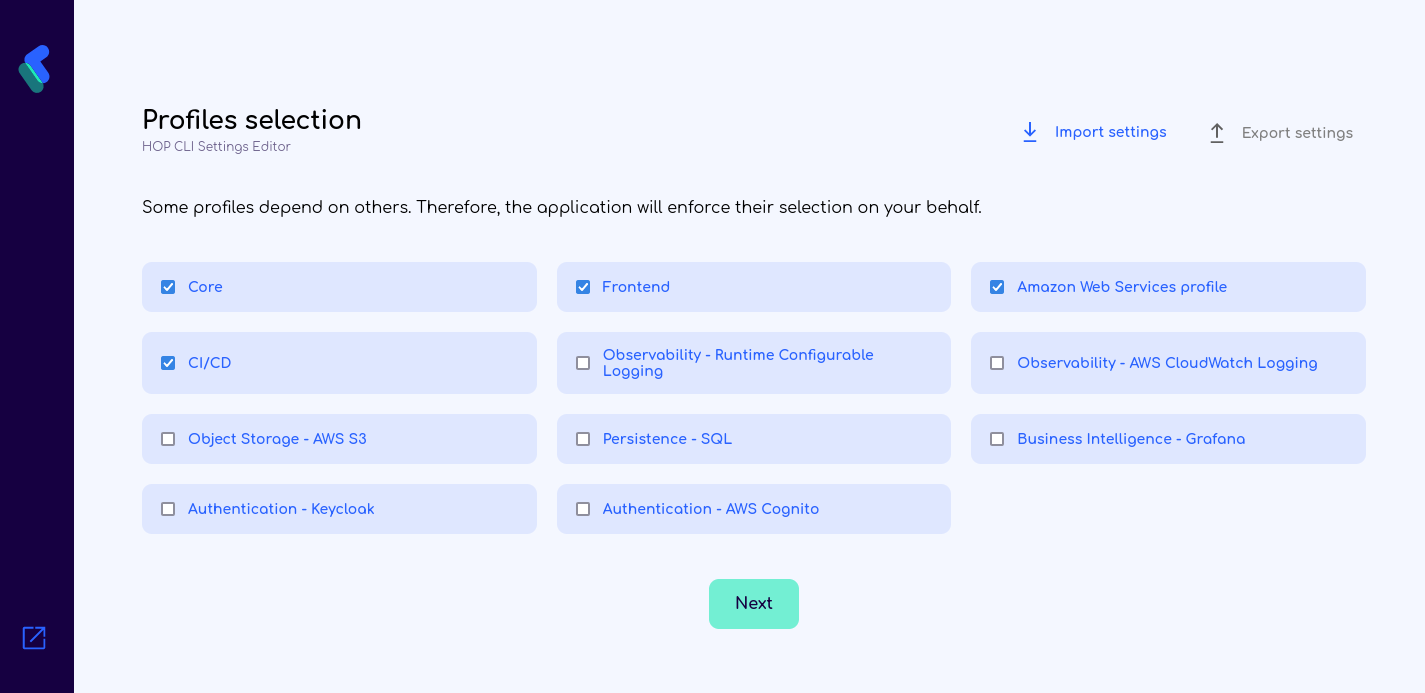 Profiles selection
HOP CLI Settings Editor
Import settings
Export settings
Some profiles depend on others. Therefore, the application will enforce their selection on your behalf.
Core
Frontend
Amazon Web Services profile
CI/CD
Observability - Runtime Configurable
Logging
Observability - AWS CloudWatch Logging
Object Storage - AWS S3
Persistence - SQL
Business Intelligence - Grafana
Authentication - Keycloak
Authentication - AWS Cognito
Next